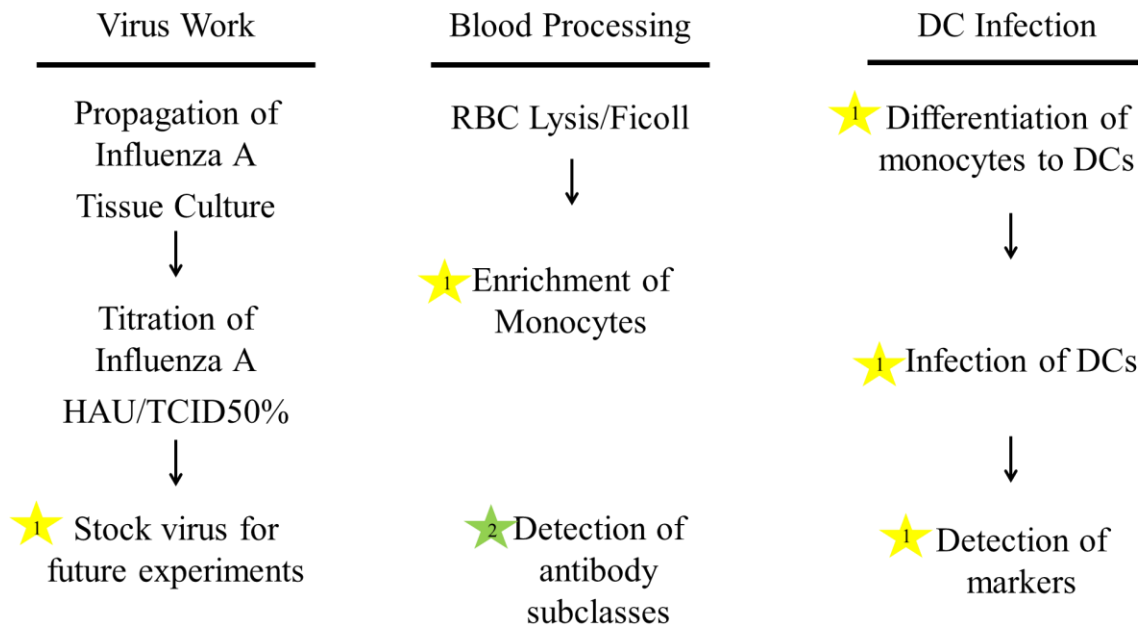 Virus Work
Propagation of
Influenza A
Tissue Culture
Titration of
Influenza A
HAU/TCID50%
1 Stock virus for
future experiments
Blood Processing
RBC Lysis/Ficoll
1 Enrichment of
Monocytes
2 Detection of
antibody
subclasses
DC Infection
1 Differentiation of
monocytes to DCs
1 Infection of DCs
1 Detection of
markers